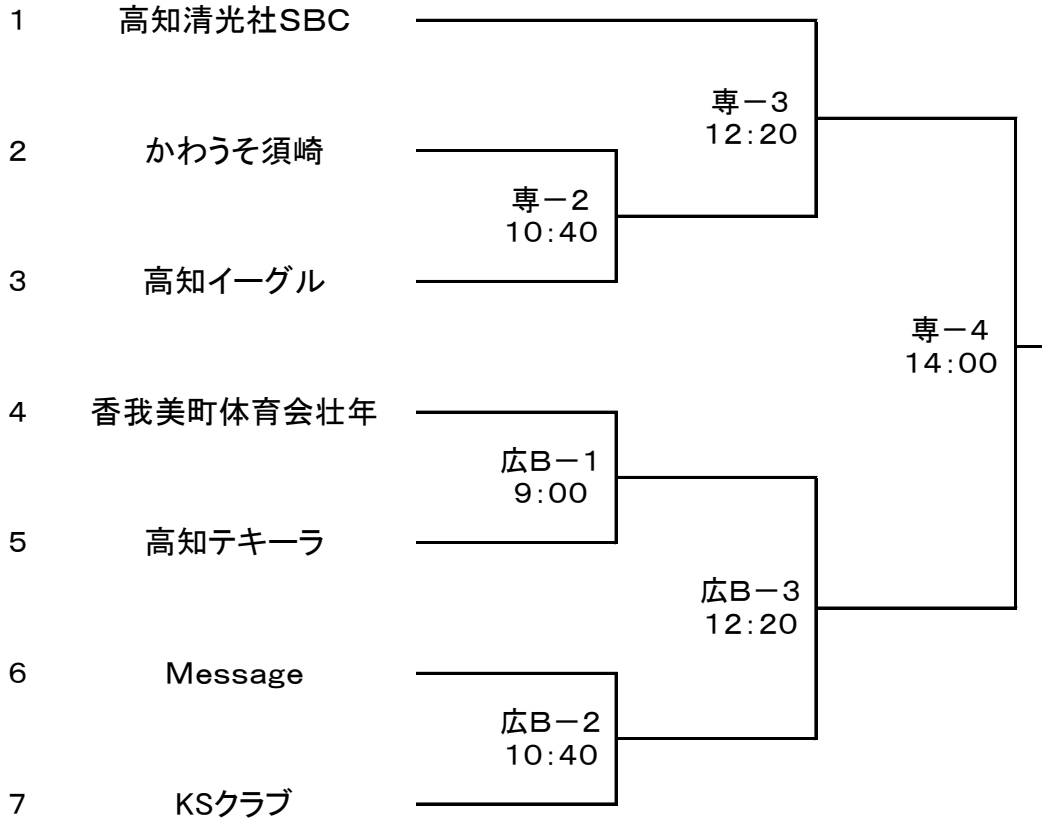 1 高知清光社SBC
専－3
12:20
2 かわうそ須崎
専－2
10:40
3 高知イーグル
専－4
14:00
4 香我美町体育会壮年
広B－1
9:00
5 高知テキーラ
広B－3
12:20
6 Message
広B－2
10:40
7 KSクラブ